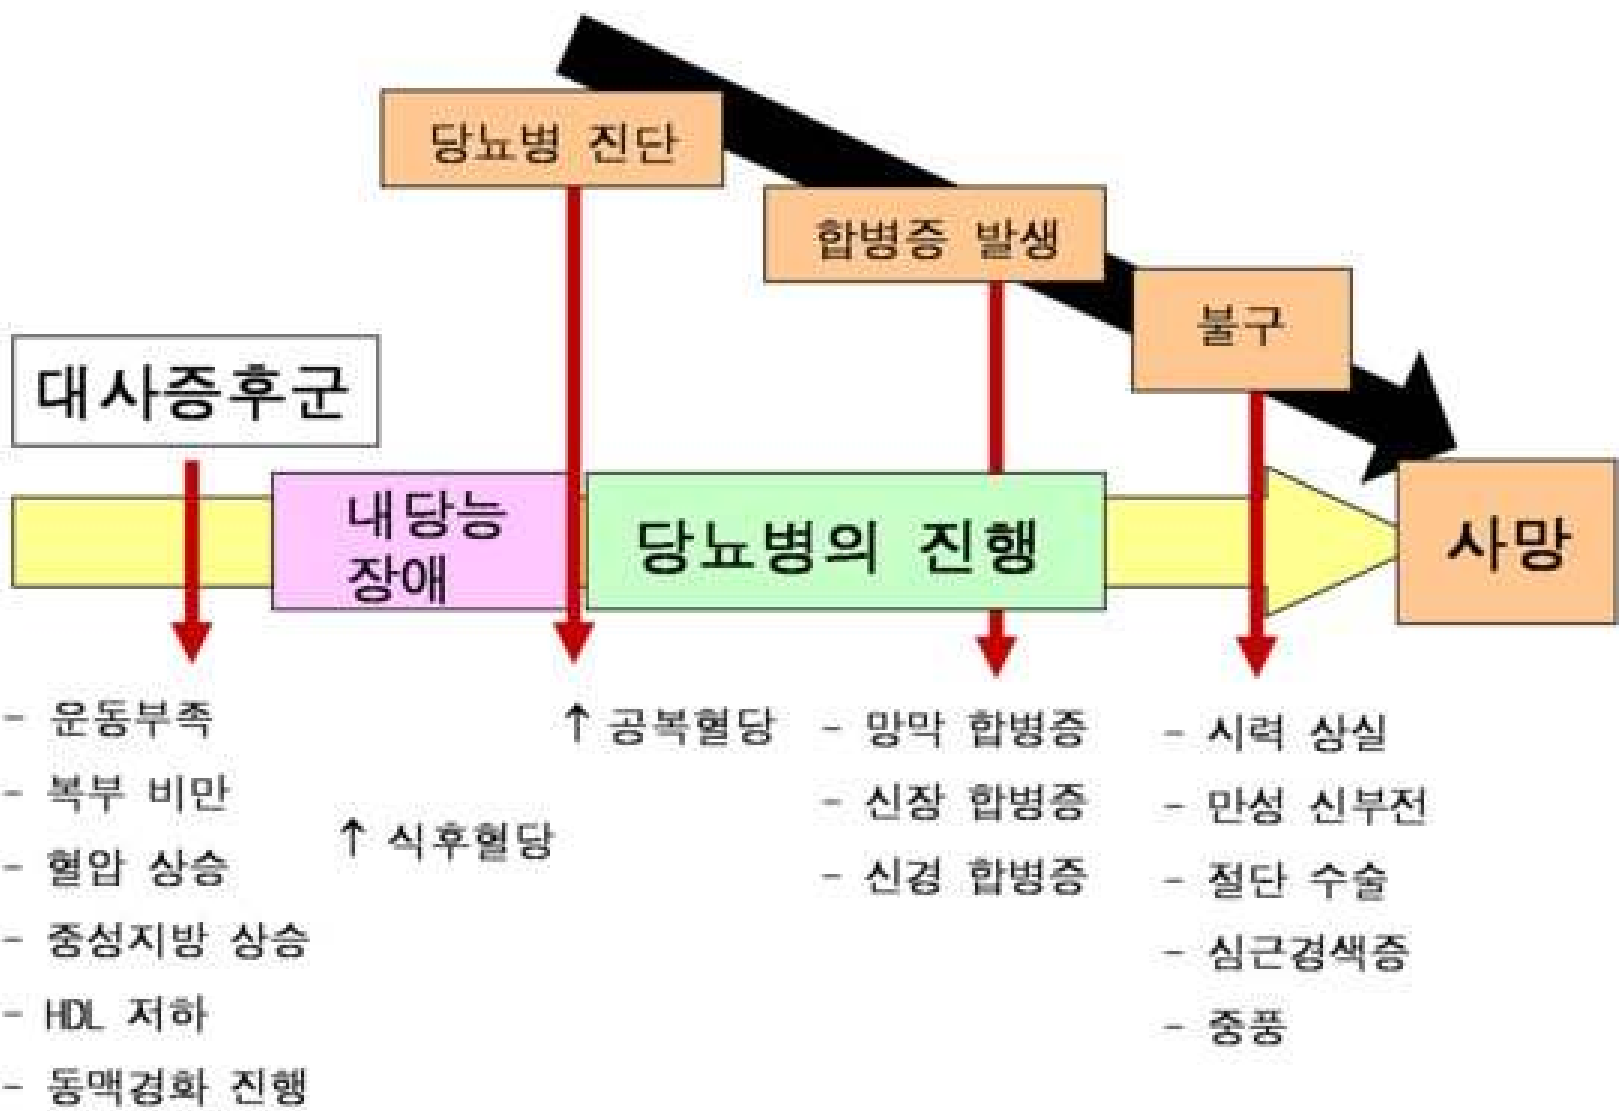 당뇨병 진단
합병증 발생
불구
대사증후군
내당능
장애
당뇨병의 진행
사망
- 운동부족
- 복부 비만
- 혈압 상승
- 중성지방 상승
- HDL 저하
- 동맥경화 진행
↑ 식후혈당
↑ 공복혈당
- 망막 합병증
- 신장 합병증
- 신경 합병증
- 시력 상실
- 만성 신부전
- 절단 수술
- 심근경색증
- 중풍